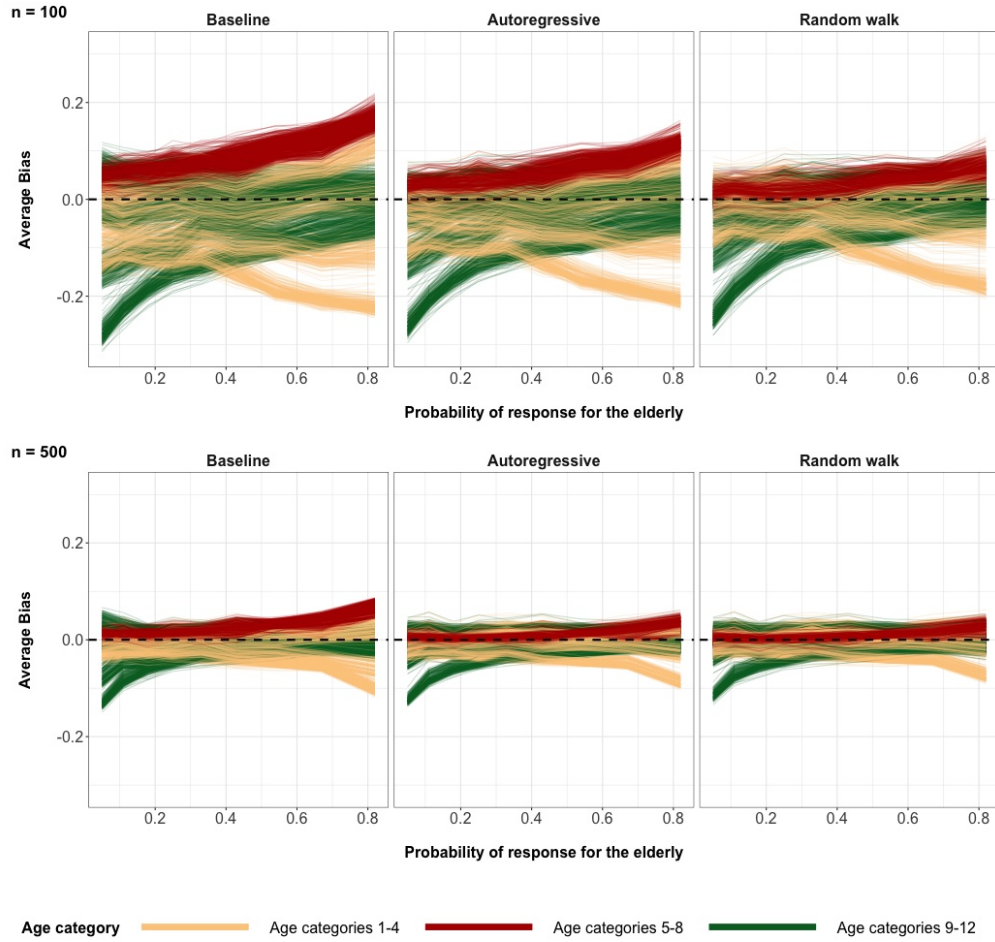 n = 100
Baseline Autoregressive Random walk
Average Bias
0.2
0.0
-0.2
0.2 0.4 0.6 0.8 0.2 0.4 0.6 0.8 0.2 0.4 0.6 0.8
Probability of response for the elderly
n = 500
Baseline Autoregressive Random walk
Average Bias
0.2
0.0
-0.2
0.2 0.4 0.6 0.8 0.2 0.4 0.6 0.8 0.2 0.4 0.6 0.8
Probability of response for the elderly
Age category Age categories 1-4 Age categories 5-8 Age categories 9-12